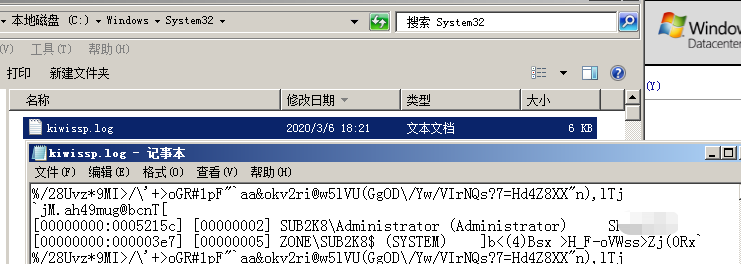 本地磁盘 (C:) ▸ Windows ▸ System32
搜索 System32
Windows
Datacenter
(V) 工具(T) 帮助(H)
打印 新建文件夹
(Y)
名称 修改日期 类型 大小
kiwissp.log 2020/3/6 18:21 文本文档 6 KB
kiwissp.log - 记事本
文件(F) 编辑(E) 格式(O) 查看(V) 帮助(H)
%/28Uvz*9MI>/\'+>oGR#1pF"`aa&okv2ri@w5lVU(GgOD\/Yw/VIrNQs?7=Hd4Z8XX"n),lTj
`jM.ah49mug@bcnT[
[00000000:0005215c] [00000002] SUB2K8\Administrator (Administrator)
[00000000:000003e7] [00000005] ZONE\SUB2K8$ (SYSTEM) ]b<(4)Bsx >H_F-oVWss>Zj(0Rx`
%/28Uvz*9MI>/\'+>oGR#1pF"`aa&okv2ri@w5lVU(GgOD\/Yw/VIrNQs?7=Hd4Z8XX"n),lTj